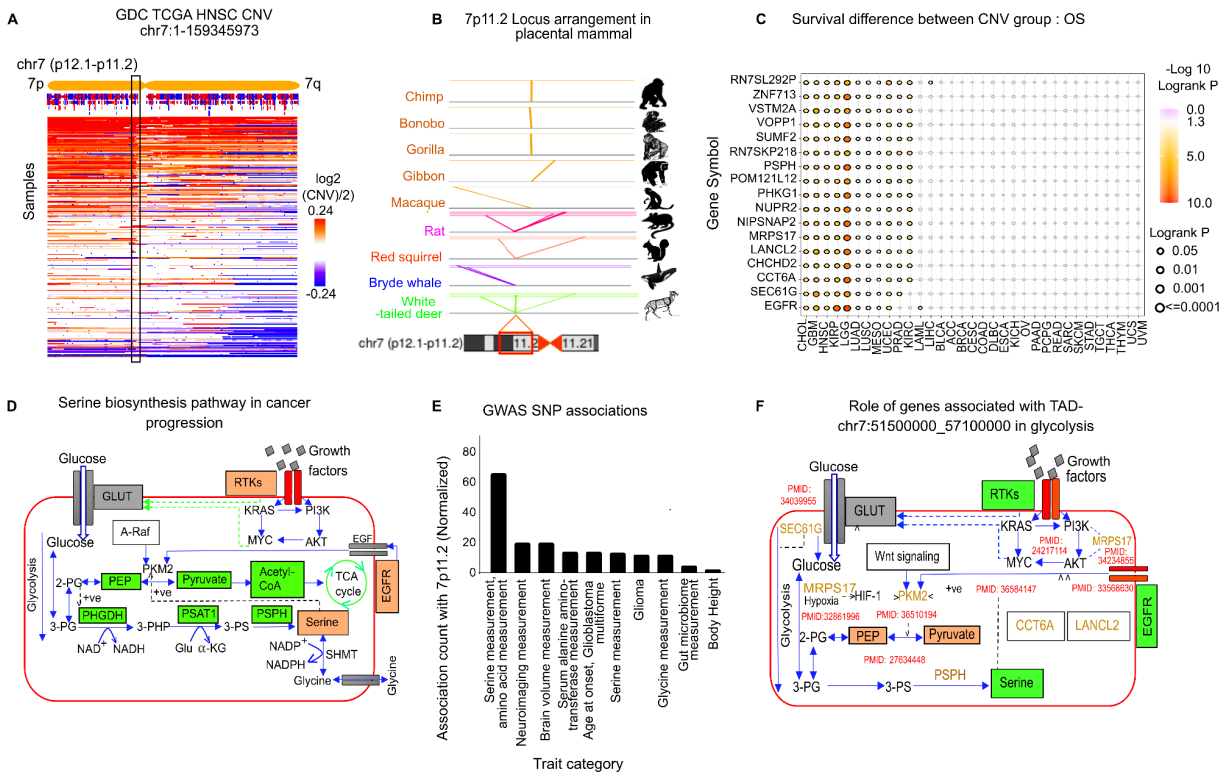 A
GDC TCGA HNSC CNV
chr7:1-159345973
chr7 (p12.1-p11.2)
7p
7q
Samples
log2
(CNV)/2)
0.24
-0.24
B
7p11.2 Locus arrangement in
placental mammal
Chimp
Bonobo
Gorilla
Gibbon
Macaque
Rat
Red squirrel
Bryde whale
White
-tailed deer
chr7 (p12.1-p11.2)
11.2
11.21
C
Survival difference between CNV group : OS
Gene Symbol
RN7SL292P
ZNF713
VSTM2A
VOPP1
SUMF2
RN7SKP218
PSPH
POM121L12
PHKG1
NUPR2
NIPSNAP2
MRPS17
LANCL2
CHCHD2
CCT6A
SEC61G
EGFR
CHOL
GBM
HNSC
KIRP
LGG
LUAD
LUSC
MESO
UCEC
PRAD
KIRC
LAML
LIHC
BLCA
ACC
BRCA
CESC
COAD
DLBC
ESCA
KICH
OV
PAAD
PCPG
READ
SARC
SKCM
STAD
TGCT
THCA
THYM
UCS
UVM
-Log 10
Logrank P
0.0
1.3
5.0
10.0
Logrank P
0.05
0.01
0.001
<=0.0001
D
Serine biosynthesis pathway in cancer
progression
Glucose
Growth
factors
RTKs
GLUT
KRAS
PI3K
A-Raf
MYC
AKT
EGF
Glucose
PKM2
Glycolysis
2-PG
PEP
Pyruvate
Acetyl-
CoA
TCA
cycle
EGFR
+ve
+ve
PHGDH
PSAT1
PSPH
Serine
3-PG
3-PHP
3-PS
NAD+
NADH
Glu
α-KG
NADP+
NADPH
SHMT
Glycine
Glycine
E
GWAS SNP associations
Association count with 7p11.2 (Normalized)
80
60
40
20
0
Serine measurement,
amino acid measurement
Neuroimaging measurement
Brain volume measurement
Serum alanine amino
transferase measurement
Age at onset, Glioblastoma
multiforme
Serine measurement
Glioma
Glycine measurement
Gut microbiome
measurement
Body Height
Trait category
F
Role of genes associated with TAD-
chr7:51500000_57100000 in glycolysis
Glucose
Growth
factors
PMID:
34039955
RTKs
GLUT
SEC61G
KRAS
PI3K
MRPS17
PMID:
24217114
PMID:
34234855
Wnt signaling
MYC
AKT
Glucose
MRPS17
Hypoxia
HIF-1
>PKM2<
+ve
PMID: 36584147
PMID: 33568630
PMID:32861996
PMID: 36510194
Glycolysis
2-PG
PEP
Pyruvate
CCT6A
LANCL2
EGFR
PMID: 27634448
PSPH
Serine
3-PG
3-PS